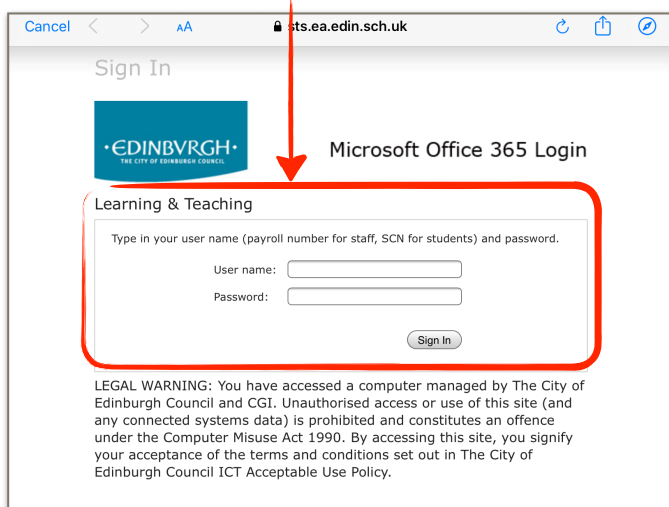 Cancel AA sts.ea.edin.sch.uk
Sign In
·EDINBVRGH·
THE CITY OF EDINBURGH COUNCIL
Microsoft Office 365 Login
Learning & Teaching
Type in your user name (payroll number for staff, SCN for students) and password.
User name:
Password:
Sign In
LEGAL WARNING: You have accessed a computer managed by The City of
Edinburgh Council and CGI. Unauthorised access or use of this site (and
any connected systems data) is prohibited and constitutes an offence
under the Computer Misuse Act 1990. By accessing this site, you signify
your acceptance of the terms and conditions set out in The City of
Edinburgh Council ICT Acceptable Use Policy.